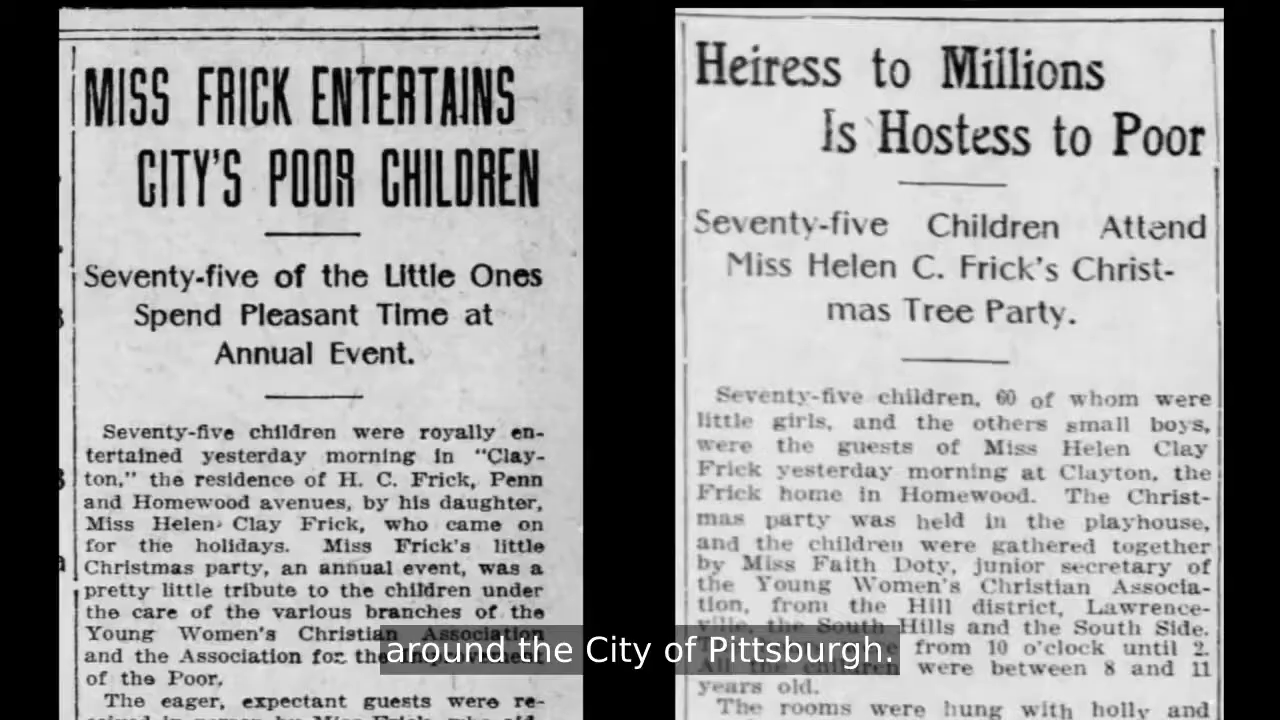 MISS FRICK ENTERTAINS
CITY'S POOR CHILDREN
Seventy-five of the Little Ones
Spend Pleasant Time at
Annual Event.
Seventy-five children were royally en-
tertained yesterday morning in "Clay-
ton," the residence of H. C. Frick, Penn
and Homewood avenues, by his daughter,
Miss Helen Clay Frick, who came on
for the holidays. Miss Frick's little
Christmas party, an annual event, was a
pretty little tribute to the children under
the care of the various branches of the
Young Women's Christian Association
and the Association for the
of the Poor.
The eager, expectant guests were re-
Heiress to Millions
Is Hostess to Poor
Seventy-five Children Attend
Miss Helen C. Frick's Christ-
mas Tree Party.
Seventy-five children, 60 of whom were
little girls, and the others small boys,
were the guests of Miss Helen Clay
Frick yesterday morning at Clayton, the
Frick home in Homewood. The Christ-
mas party was held in the playhouse,
and the children were gathered together
by Miss Faith Doty, junior secretary of
the Young Women's Christian Associa-
tion, from the Hill district, Lawrence-
ville, the South Hills and the South Side.
from 10 o'clock until 2.
All the children were between 8 and 11
years old.
The rooms were hung with holly and
around the City of Pittsburgh.